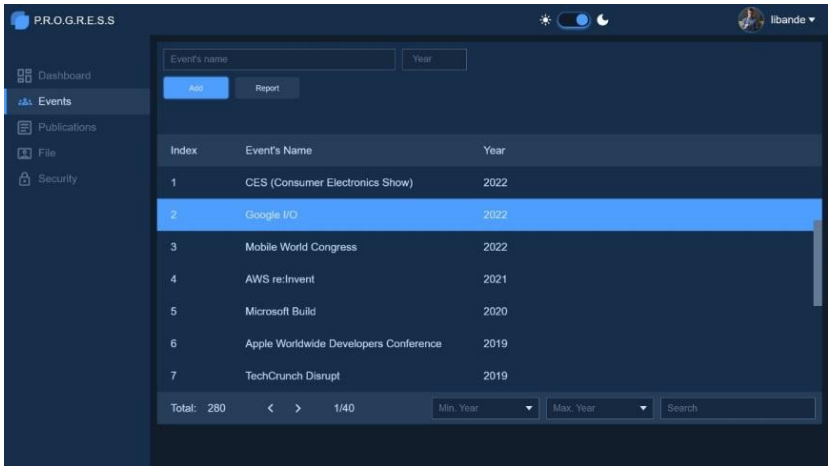 P.R.O.G.R.E.S.S
libande
Dashboard
Events
Publications
File
Security
Event's name
Year
Add
Report
Index Event's Name Year
1 CES (Consumer Electronics Show) 2022
2 Google I/O 2022
3 Mobile World Congress 2022
4 AWS re:Invent 2021
5 Microsoft Build 2020
6 Apple Worldwide Developers Conference 2019
7 TechCrunch Disrupt 2019
Total: 280 < > 1/40 Min. Year Max. Year Search